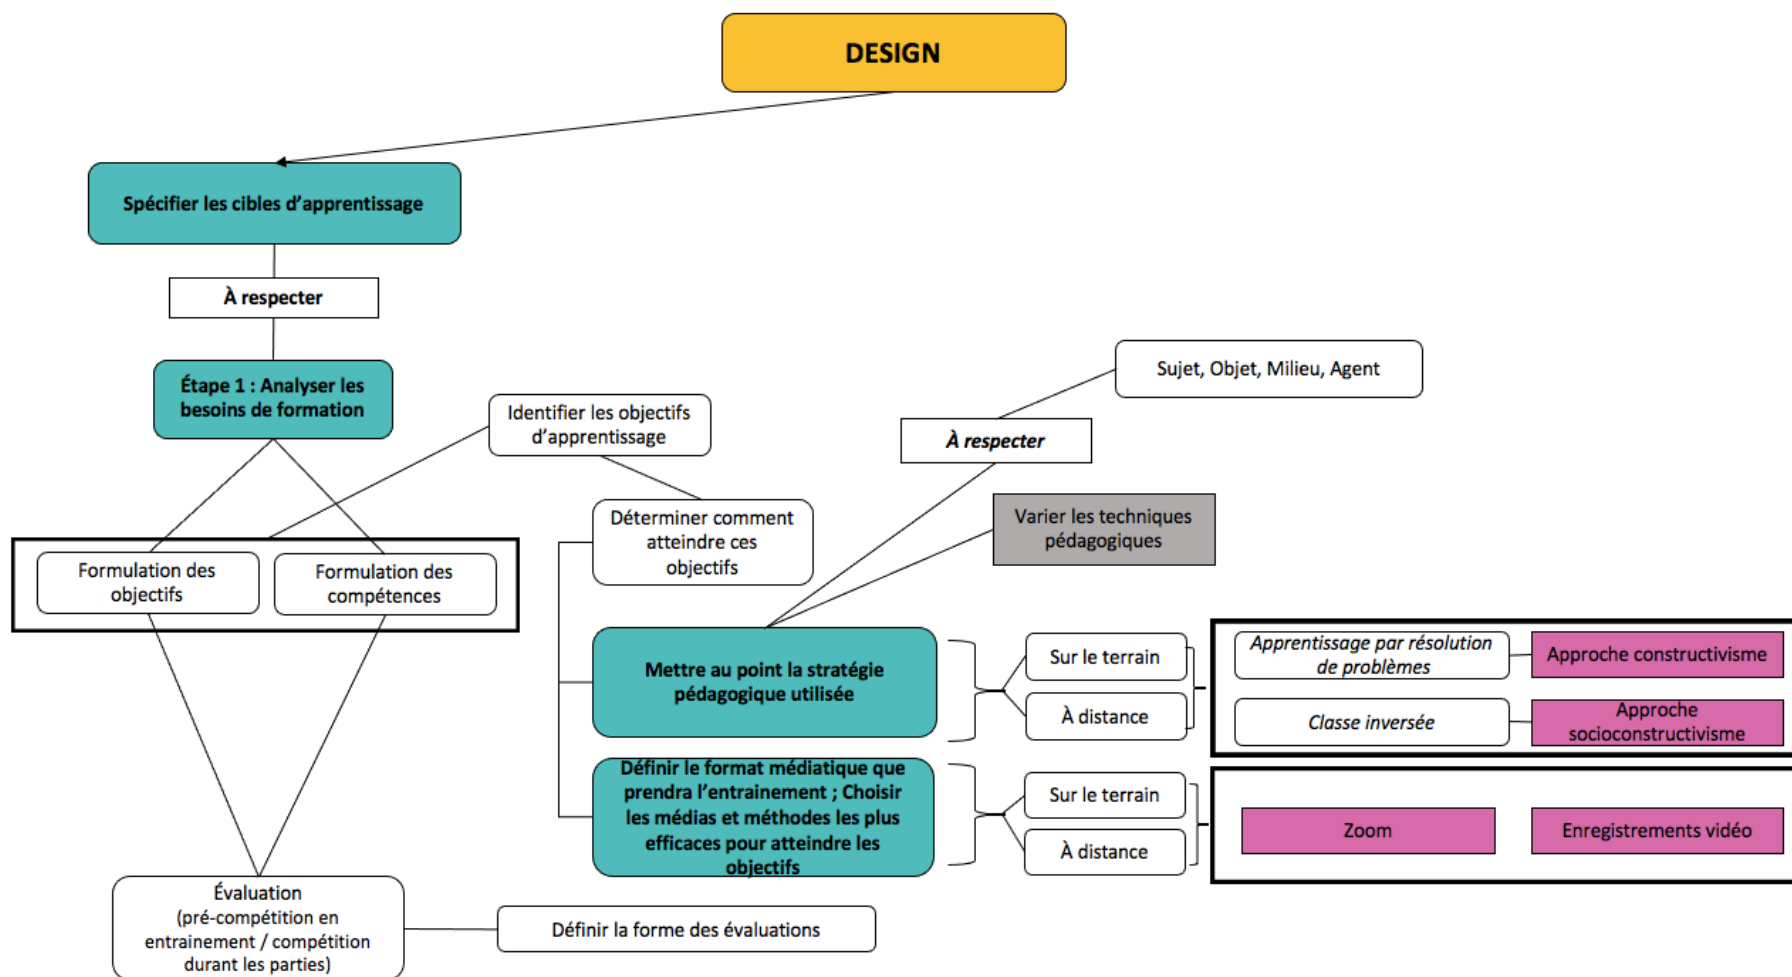 DESIGN
Spécifier les cibles d'apprentissage
À respecter
Étape 1 : Analyser les
besoins de formation
Identifier les objectifs
d'apprentissage
Sujet, Objet, Milieu, Agent
À respecter
Déterminer comment
atteindre ces
objectifs
Varier les techniques
pédagogiques
Formulation des
objectifs
Formulation des
compétences
Mettre au point la stratégie
pédagogique utilisée
Sur le terrain
À distance
Apprentissage par résolution
de problèmes
Approche constructivisme
Classe inversée
Approche
socioconstructivisme
Définir le format médiatique que
prendra l'entrainement ; Choisir
les médias et méthodes les plus
efficaces pour atteindre les
objectifs
Sur le terrain
À distance
Zoom
Enregistrements vidéo
Évaluation
(pré-compétition en
entrainement / compétition
durant les parties)
Définir la forme des évaluations